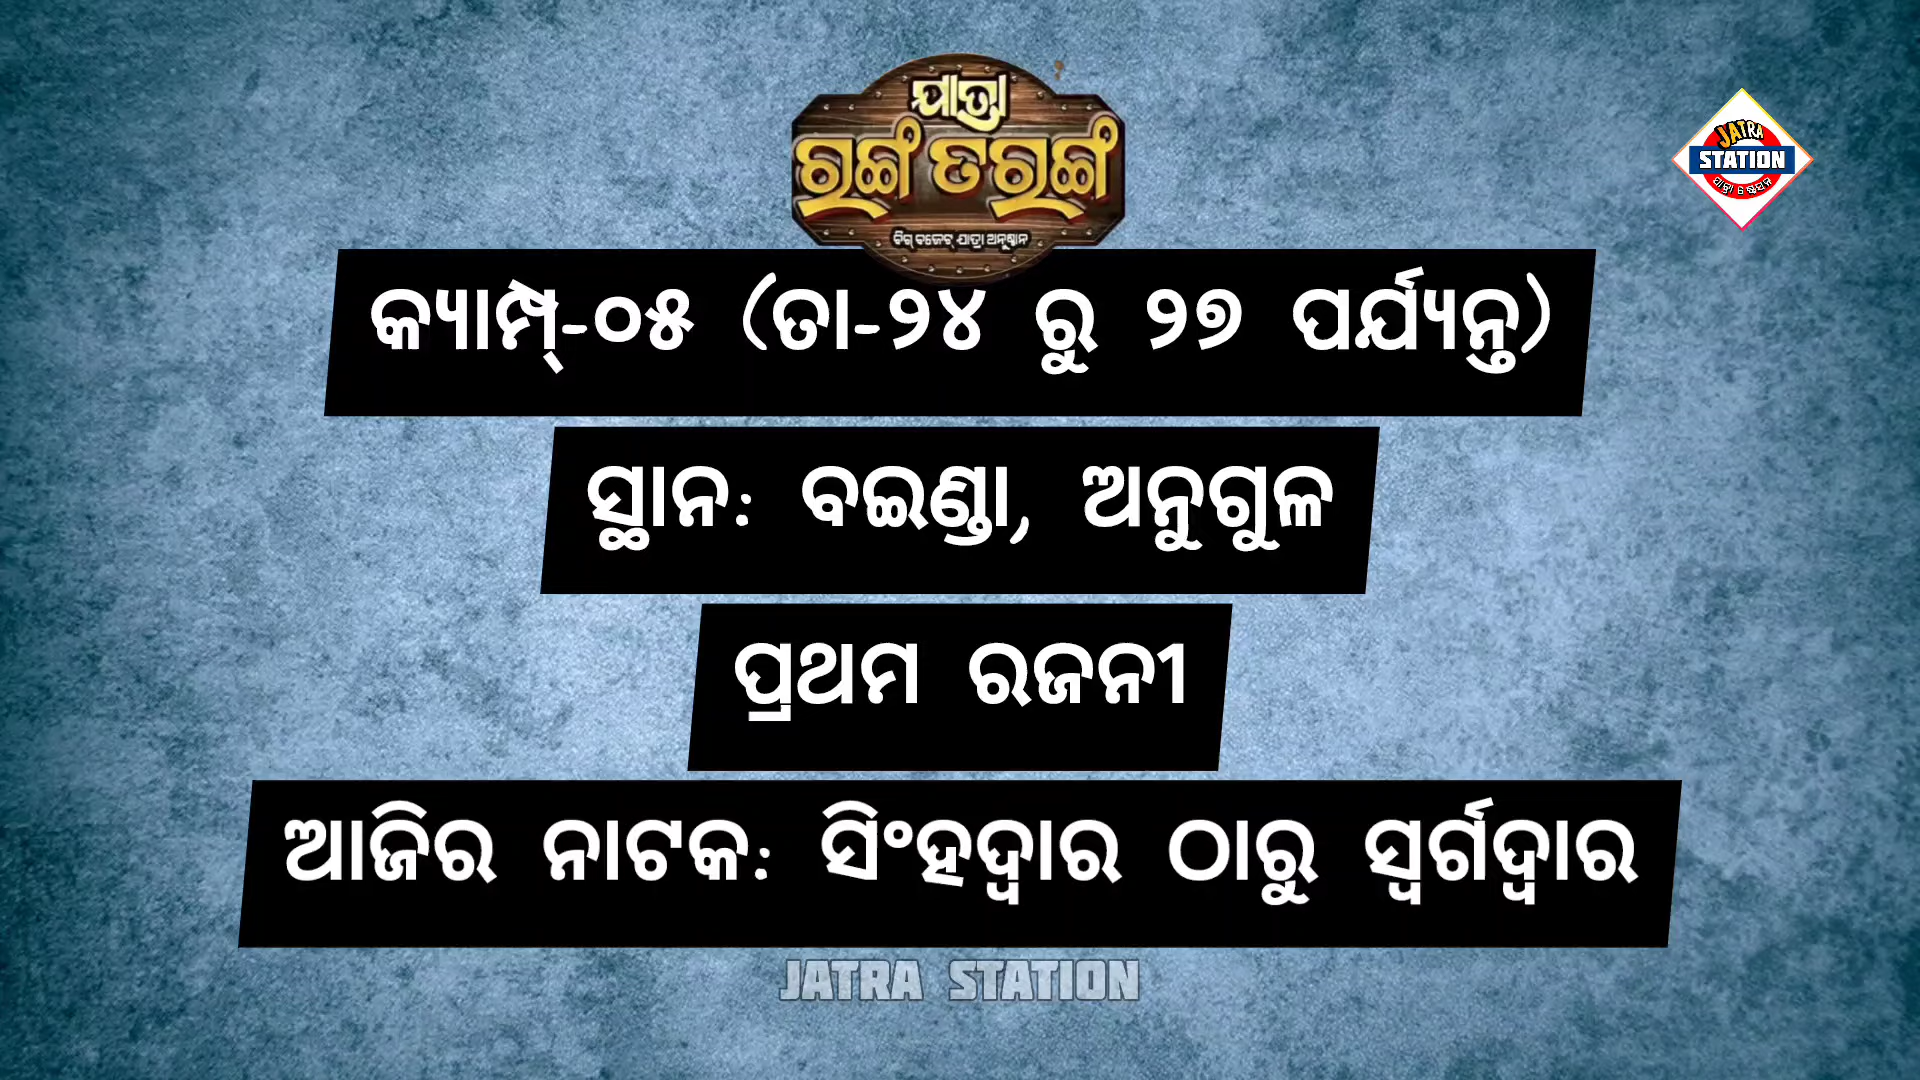 ଯାତ୍ରା
ରଙ୍ଗ ତରଙ୍ଗ
ବିଗ୍ ବଜେଟ୍ ଯାତ୍ରା ଅନୁଷ୍ଠାନ
JATRA
STATION
ଯାତ୍ରା ଷ୍ଟେସନ
କ୍ୟାମ୍ପ୍-୦୫ (ତା-୨୪ ରୁ ୨୭ ପର୍ଯ୍ୟନ୍ତ)
ସ୍ଥାନ: ବଇଣ୍ଡା, ଅନୁଗୁଳ
ପ୍ରଥମ ରଜନୀ
ଆଜିର ନାଟକ: ସିଂହଦ୍ୱାର ଠାରୁ ସ୍ୱର୍ଗଦ୍ୱାର
JATRA STATION